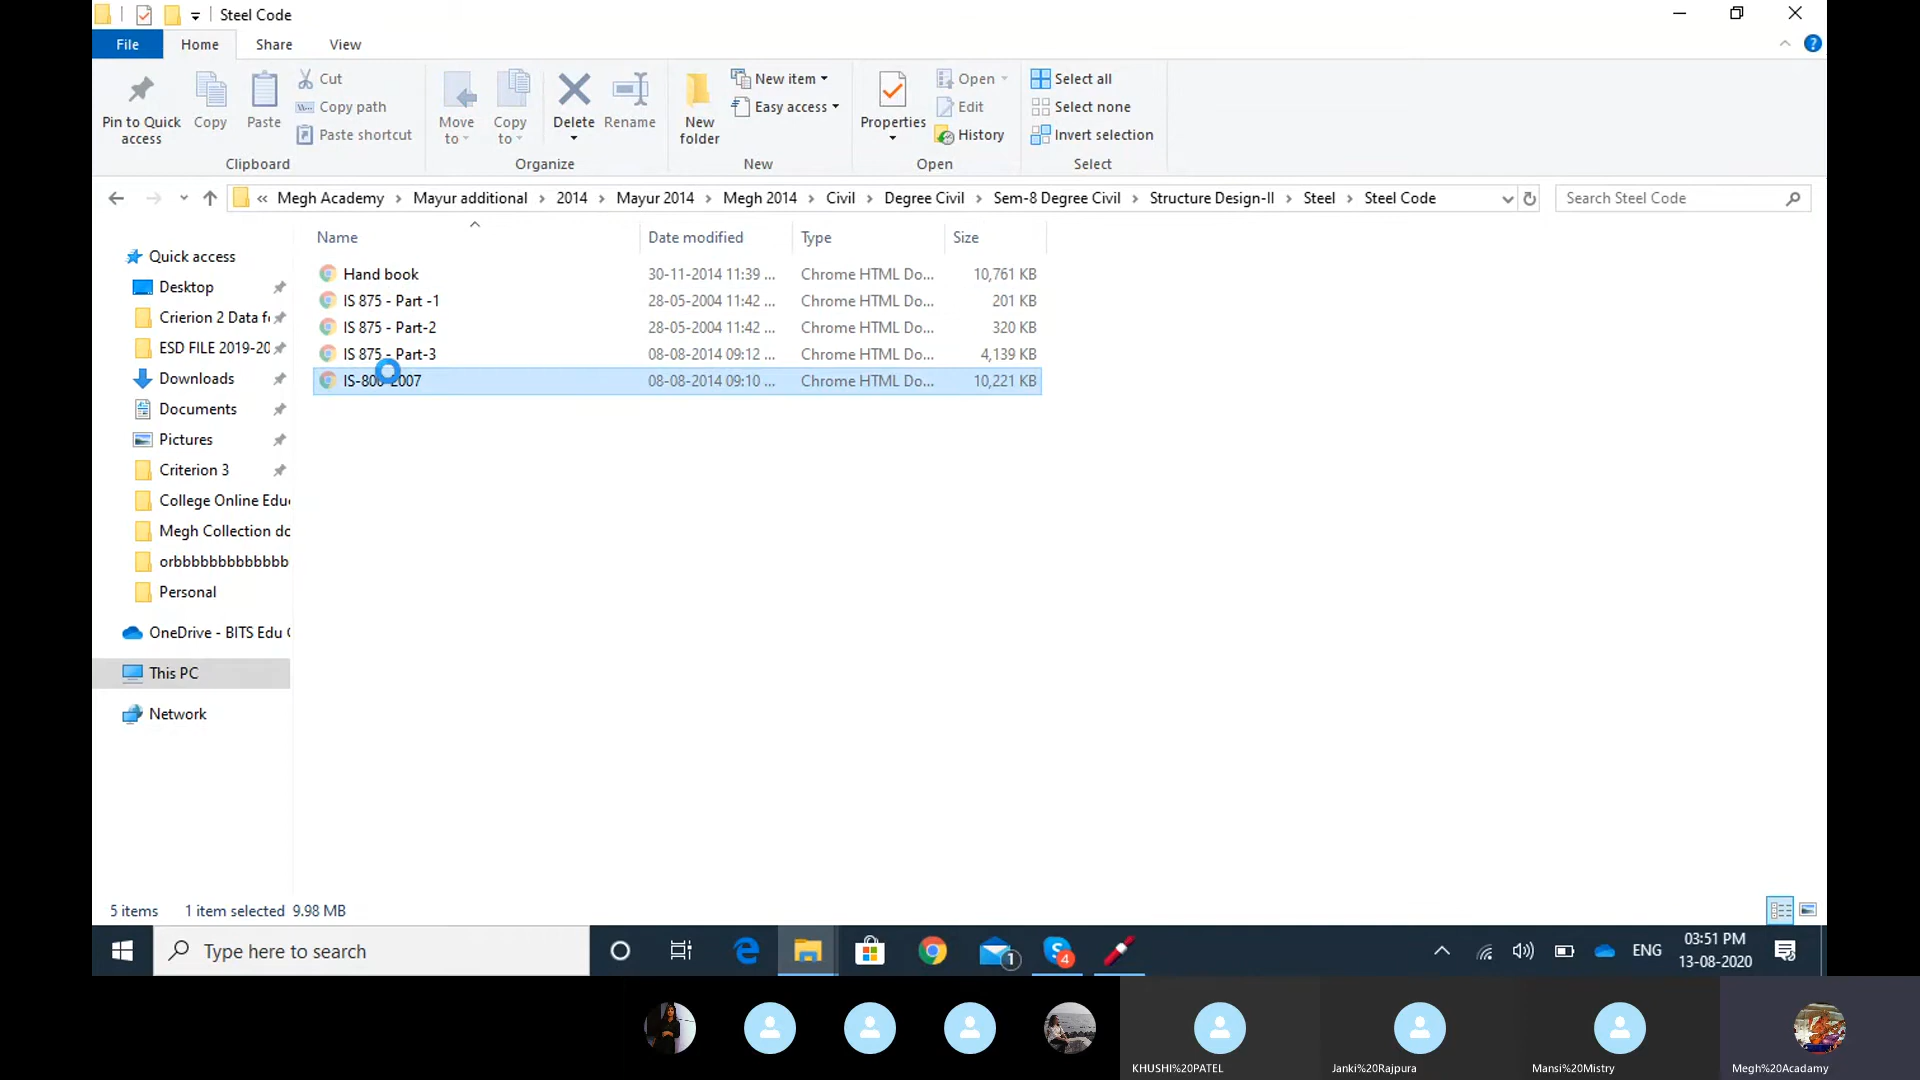 Steel Code
File Home Share View
Pin to Quick access
Copy
Paste
Cut
Copy path
Paste shortcut
Clipboard
Move to
Copy to
Delete
Rename
Organize
New folder
New item
Easy access
New
Properties
Open
Edit
History
Open
Select all
Select none
Invert selection
Select
« Megh Academy › Mayur additional › 2014 › Mayur 2014 › Megh 2014 › Civil › Degree Civil › Sem-8 Degree Civil › Structure Design-II › Steel › Steel Code
Search Steel Code
Name Date modified Type Size
Hand book 30-11-2014 11:39 ... Chrome HTML Do... 10,761 KB
IS 875 - Part -1 28-05-2004 11:42 ... Chrome HTML Do... 201 KB
IS 875 - Part-2 28-05-2004 11:42 ... Chrome HTML Do... 320 KB
IS 875 - Part-3 08-08-2014 09:12 ... Chrome HTML Do... 4,139 KB
IS-800-2007 08-08-2014 09:10 ... Chrome HTML Do... 10,221 KB
Quick access
Desktop
Crierion 2 Data f
ESD FILE 2019-20
Downloads
Documents
Pictures
Criterion 3
College Online Edu
Megh Collection do
orbbbbbbbbbbbbb
Personal
OneDrive - BITS Edu
This PC
Network
5 items 1 item selected 9.98 MB
Type here to search
1
4
ENG
03:51 PM
13-08-2020
KHUSHI%20PATEL
Janki%20Rajpura
Mansi%20Mistry
Megh%20Acadamy